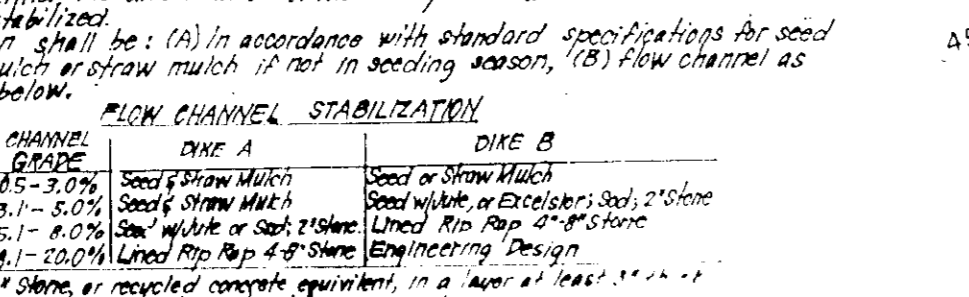 stabilized.
shall be: (A) in accordance with standard specifications for seed
mulch or straw mulch if not in seeding season, (B) flow channel as
below.
FLOW CHANNEL STABILIZATION
CHANNEL GRADE DIKE A DIKE B
0.5-3.0% Seed & Straw Mulch Seed or Straw Mulch
3.1 - 5.0% Seed & Straw Mulch Seed w/Jute, or Excelsior; Sod; 2" Stone
5.1 - 8.0% Seed w/Jute or Sod; 2" Stone. Lined Rip Rap 4"-8" Stone
8.1 - 20.0% Lined Rip Rap 4-8" Stone Engineering Design
* Stone, or recycled concrete equivilent, in a layer at least